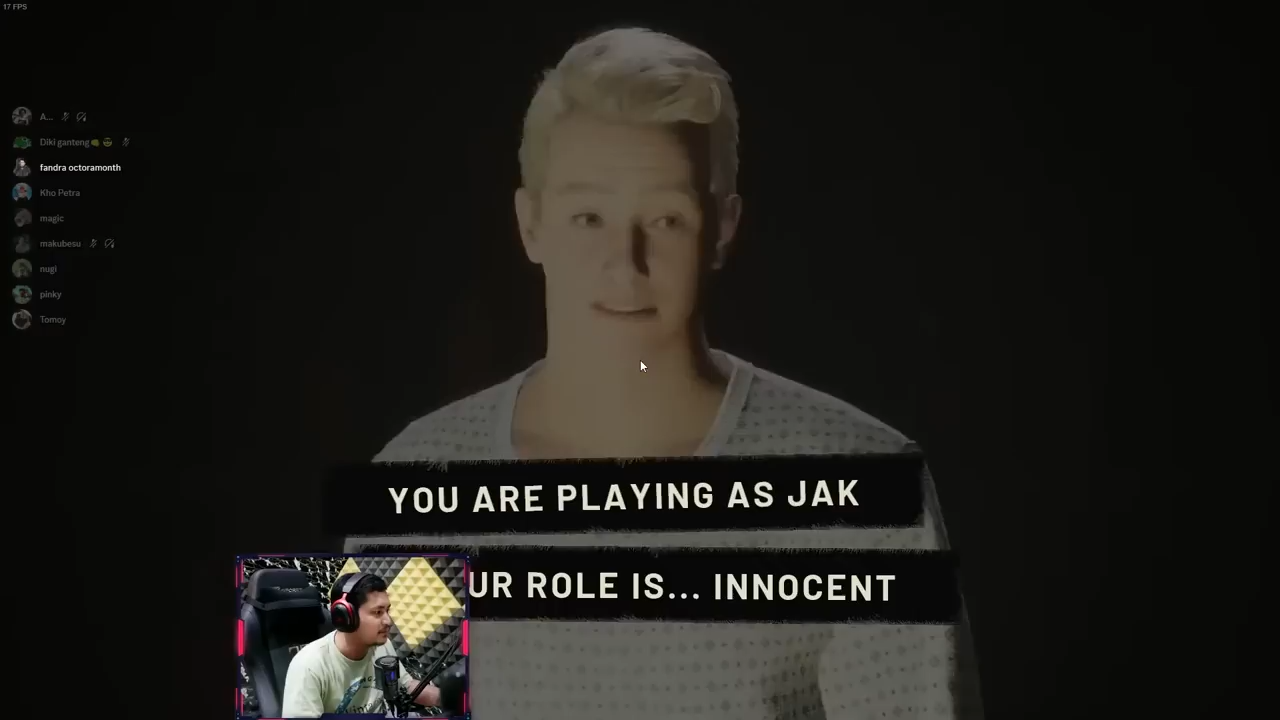 17 FPS
A...
Diki ganteng
fandra octoramonth
Kho Petra
magic
makubesu
nugi
pinky
Tomoy
YOU ARE PLAYING AS JAK
UR ROLE IS... INNOCENT